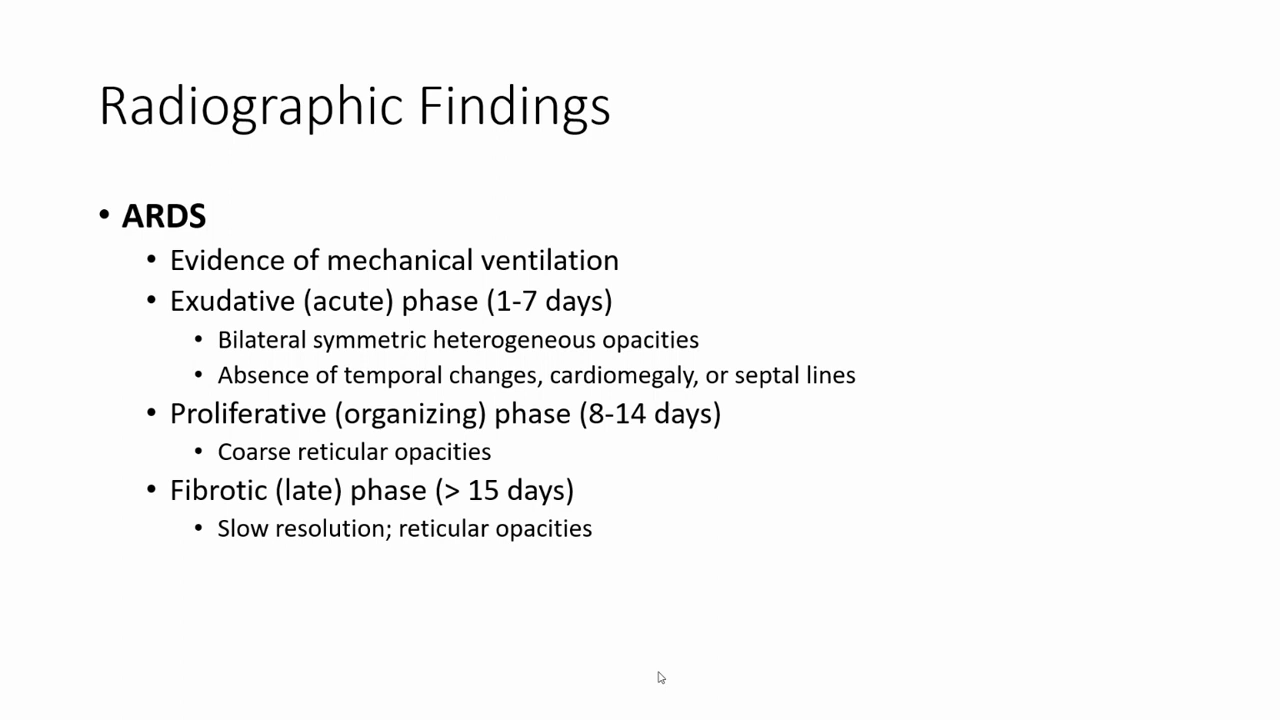 Radiographic Findings
• ARDS
• Evidence of mechanical ventilation
• Exudative (acute) phase (1-7 days)
• Bilateral symmetric heterogeneous opacities
• Absence of temporal changes, cardiomegaly, or septal lines
• Proliferative (organizing) phase (8-14 days)
• Coarse reticular opacities
• Fibrotic (late) phase (> 15 days)
• Slow resolution; reticular opacities